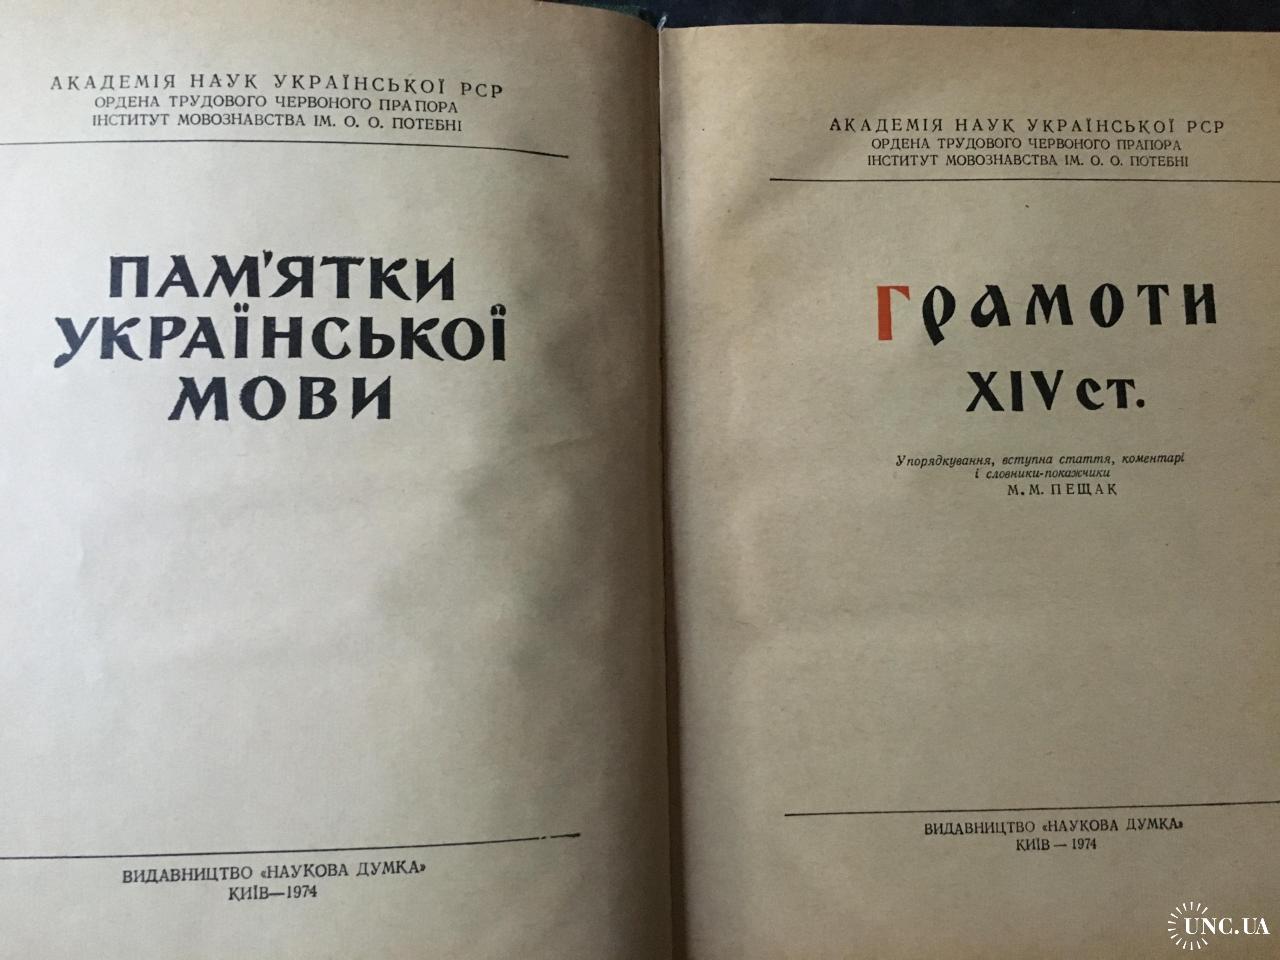 АКАДЕМІЯ НАУК УКРАЇНСЬКОЇ РСР
ОРДЕНА ТРУДОВОГО ЧЕРВОНОГО ПРАПОРА
ІНСТИТУТ МОВОЗНАВСТВА ІМ. О. О. ПОТЕБНІ
ПАМ'ЯТКИ
УКРАЇНСЬКОЇ
МОВИ
ВИДАВНИЦТВО «НАУКОВА ДУМКА»
КИЇВ—1974
АКАДЕМІЯ НАУК УКРАЇНСЬКОЇ РСР
ОРДЕНА ТРУДОВОГО ЧЕРВОНОГО ПРАПОРА
ІНСТИТУТ МОВОЗНАВСТВА ІМ. О. О. ПОТЕБНІ
ГРАМОТИ
XIV ст.
Упорядкування, вступна стаття, коментарі
і словники-покажчики
М. М. ПЕЩАК
ВИДАВНИЦТВО «НАУКОВА ДУМКА»
КИЇВ — 1974
UNC.UA